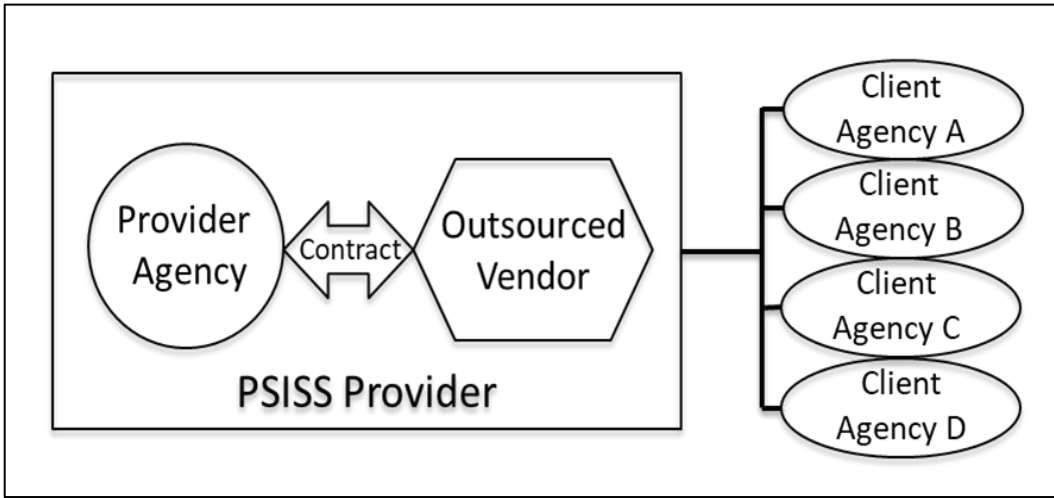 Provider
Agency
Contract
Outsourced
Vendor
PSISS Provider
Client
Agency A
Client
Agency B
Client
Agency C
Client
Agency D